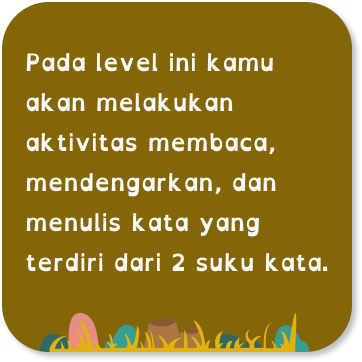 Pada level ini kamu
akan melakukan
aktivitas membaca,
mendengarkan, dan
menulis kata yang
terdiri dari 2 suku kata.